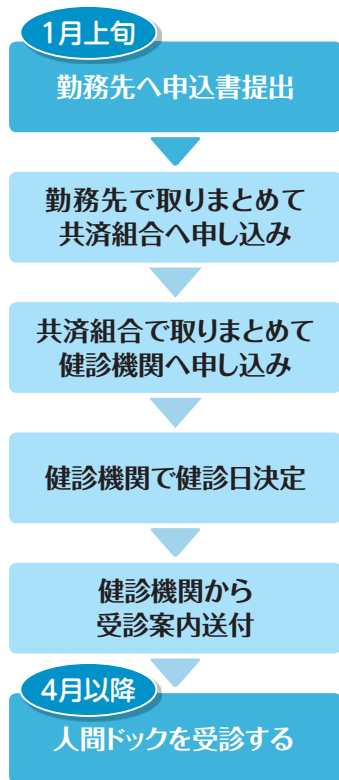 1月上旬
勤務先へ申込書提出
勤務先で取りまとめて
共済組合へ申し込み
共済組合で取りまとめて
健診機関へ申し込み
健診機関で健診日決定
健診機関から
受診案内送付
4月以降
人間ドックを受診する